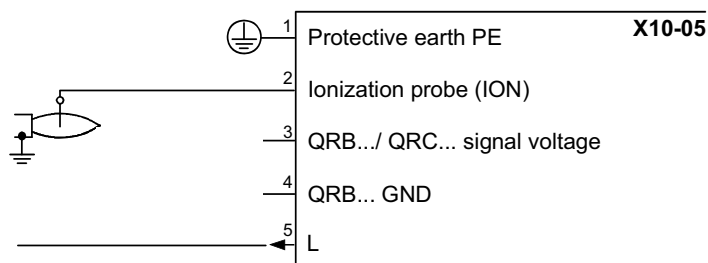 X10-05
1 Protective earth PE
2 Ionization probe (ION)
3 QRB.../ QRC... signal voltage
4 QRB... GND
5 L